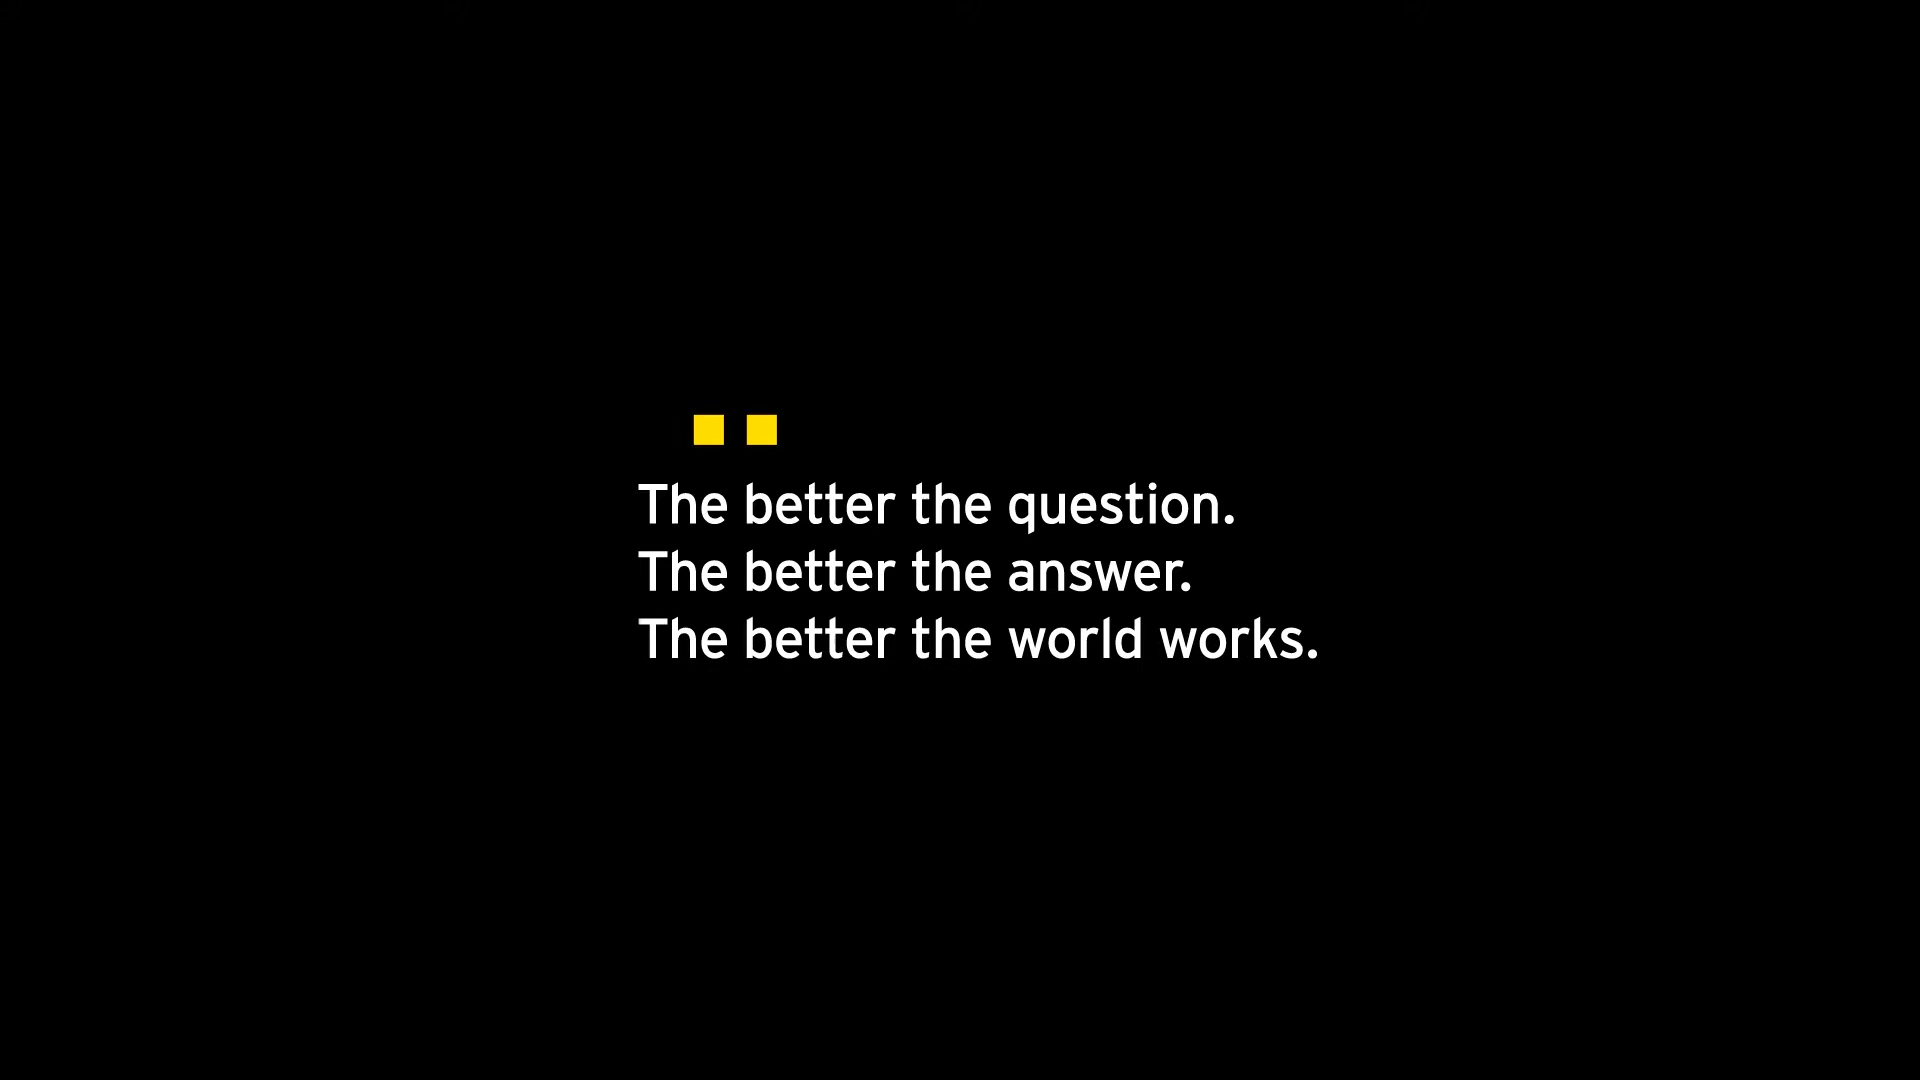 The better the question.
The better the answer.
The better the world works.